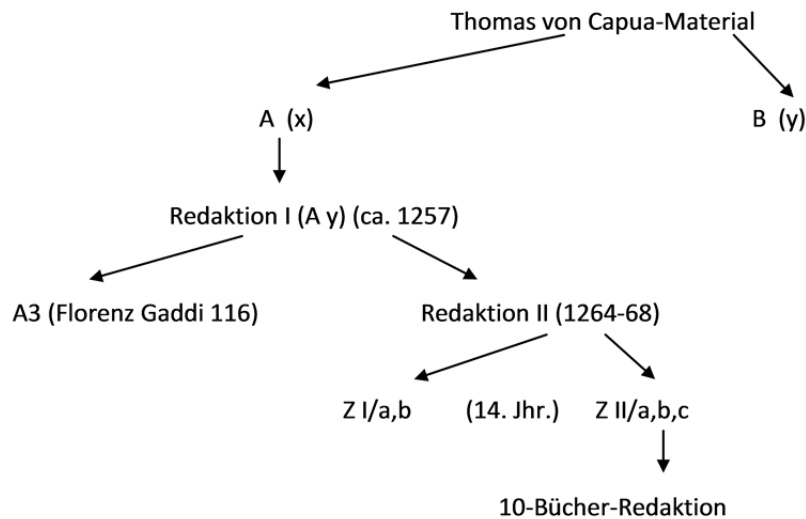 Thomas von Capua-Material
A (x) B (y)
Redaktion I (A y) (ca. 1257)
A3 (Florenz Gaddi 116) Redaktion II (1264-68)
Z I/a,b (14. Jhr.) Z II/a,b,c
10-Bücher-Redaktion